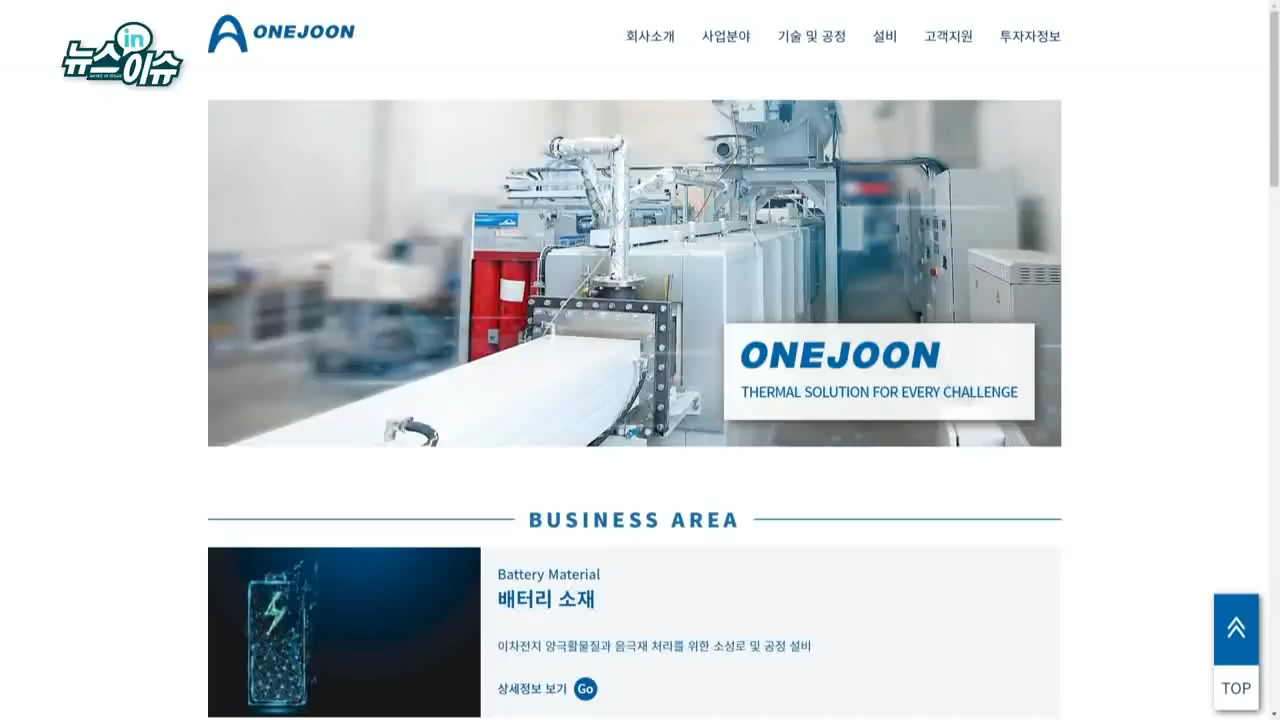 뉴스in이슈
NEWS IN ISSUE
ONEJOON
회사소개 사업분야 기술 및 공정 설비 고객지원 투자자정보
ONEJOON
THERMAL SOLUTION FOR EVERY CHALLENGE
BUSINESS AREA
Battery Material
배터리 소재
이차전지 양극활물질과 음극재 처리를 위한 소성로 및 공정 설비
상세정보 보기 Go
TOP